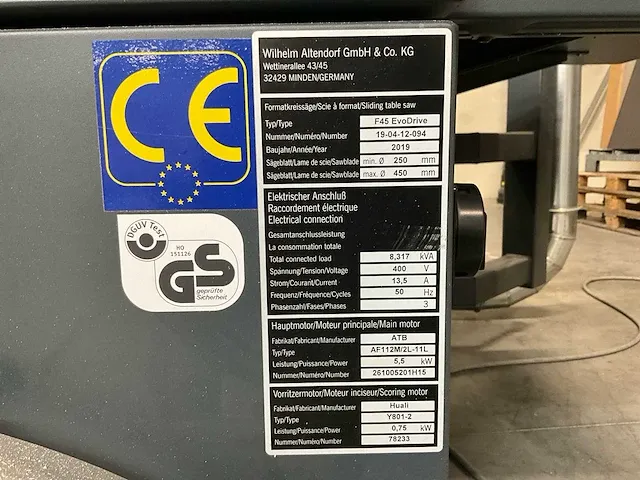 CE
DGUV Test
HO
151126
GS
geprüfte
Sicherheit
Wilhelm Altendorf GmbH & Co. KG
Wettinerallee 43/45
32429 MINDEN/GERMANY
Formatkreissäge/Scie à format/Sliding table saw
Typ/Type F45 EvoDrive
Nummer/Numéro/Number 19-04-12-094
Baujahr/Année/Year 2019
Sägeblatt/Lame de scie/Sawblade min. Ø 250 mm
Sägeblatt/Lame de scie/Sawblade max. Ø 450 mm
Elektrischer Anschluß
Raccordement électrique
Electrical connection
Gesamtanschlussleistung
La consommation totale
Total connected load 8,317 kVA
Spannung/Tension/Voltage 400 V
Strom/Courant/Current 13,5 A
Frequenz/Fréquence/Cycles 50 Hz
Phasenzahl/Fases/Phases 3
Hauptmotor/Moteur principale/Main motor
Fabrikat/Fabricant/Manufacturer ATB
Typ/Type AF112M/2L-11L
Leistung/Puissance/Power 5,5 kW
Nummer/Numéro/Number 261005201H15
Vorritzermotor/Moteur inciseur/Scoring motor
Fabrikat/Fabricant/Manufacturer Huali
Typ/Type Y801-2
Leistung/Puissance/Power 0,75 kW
Nummer/Numéro/Number 78233